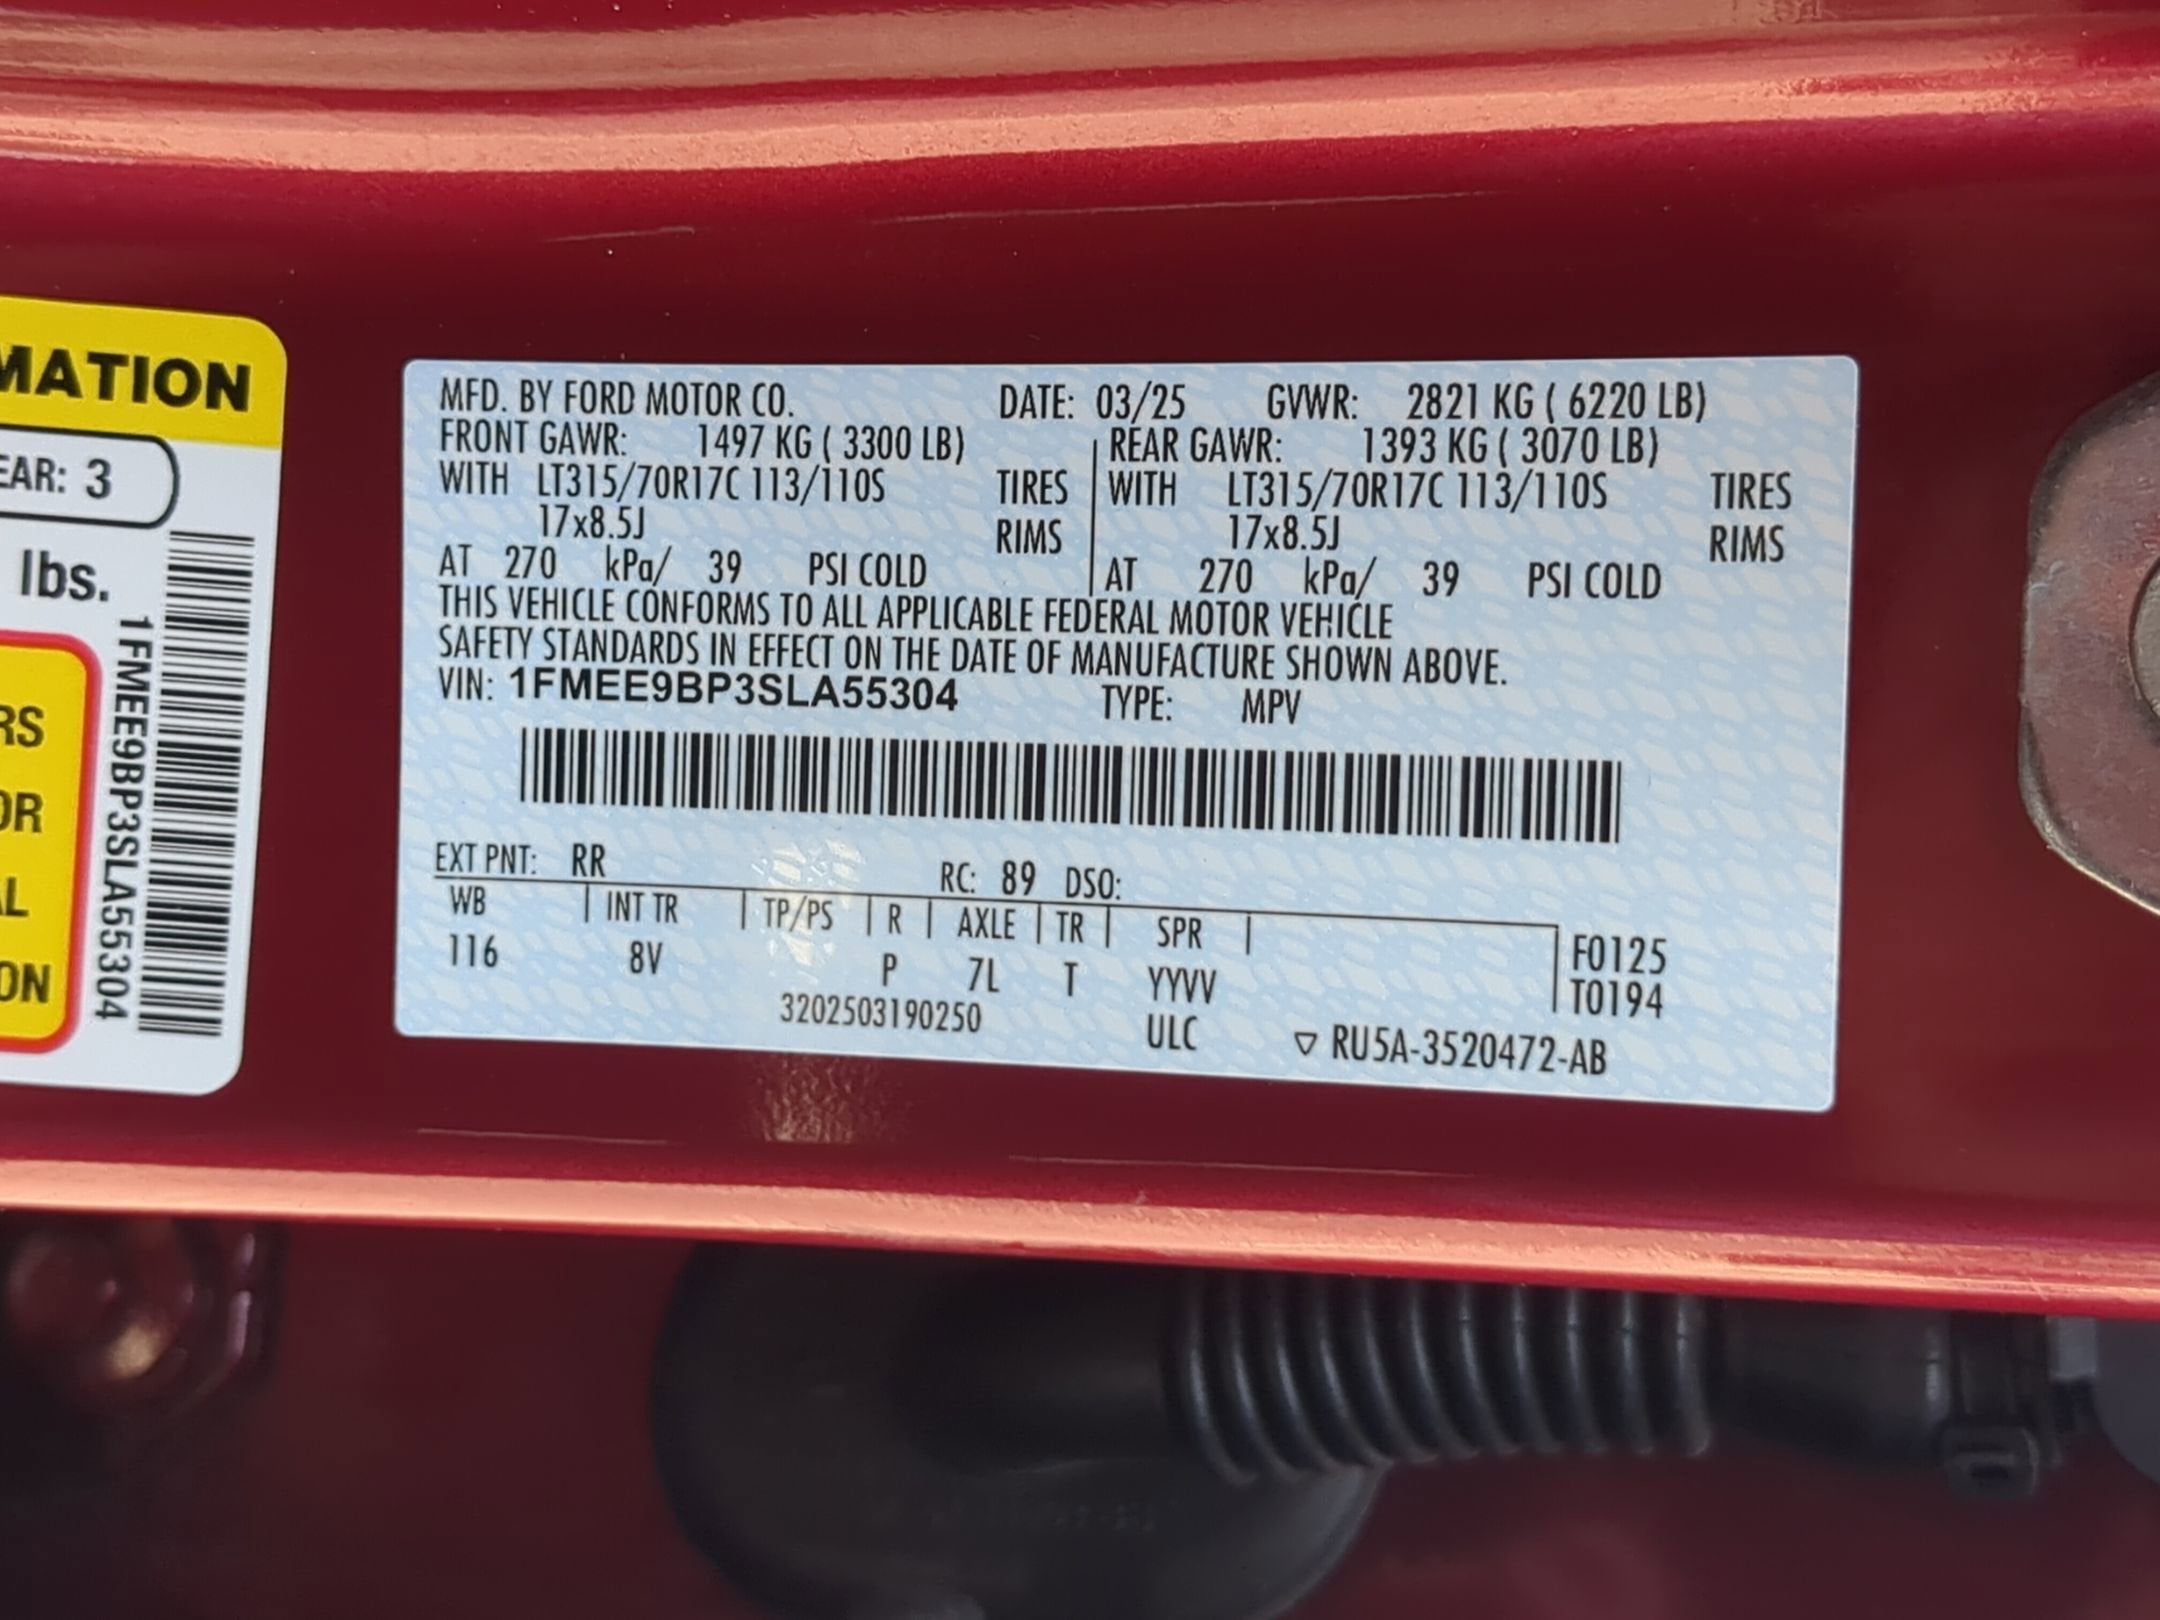 MATION
EAR: 3
lbs.
RS
OR
AL
ON
1FMEE9BP3SLA55304
MFD. BY FORD MOTOR CO. DATE: 03/25 GVWR: 2821 KG ( 6220 LB)
FRONT GAWR: 1497 KG ( 3300 LB) REAR GAWR: 1393 KG ( 3070 LB)
WITH LT315/70R17C 113/110S TIRES WITH LT315/70R17C 113/110S TIRES
17x8.5J RIMS 17x8.5J RIMS
AT 270 kPa/ 39 PSI COLD AT 270 kPa/ 39 PSI COLD
THIS VEHICLE CONFORMS TO ALL APPLICABLE FEDERAL MOTOR VEHICLE
SAFETY STANDARDS IN EFFECT ON THE DATE OF MANUFACTURE SHOWN ABOVE.
VIN: 1FMEE9BP3SLA55304 TYPE: MPV
EXT PNT: RR RC: 89 DSO:
WB | INT TR | TP/PS | R | AXLE | TR | SPR |
116 8V P 7L T YYVV F0125
3202503190250 ULC T0194
▽ RU5A-3520472-AB